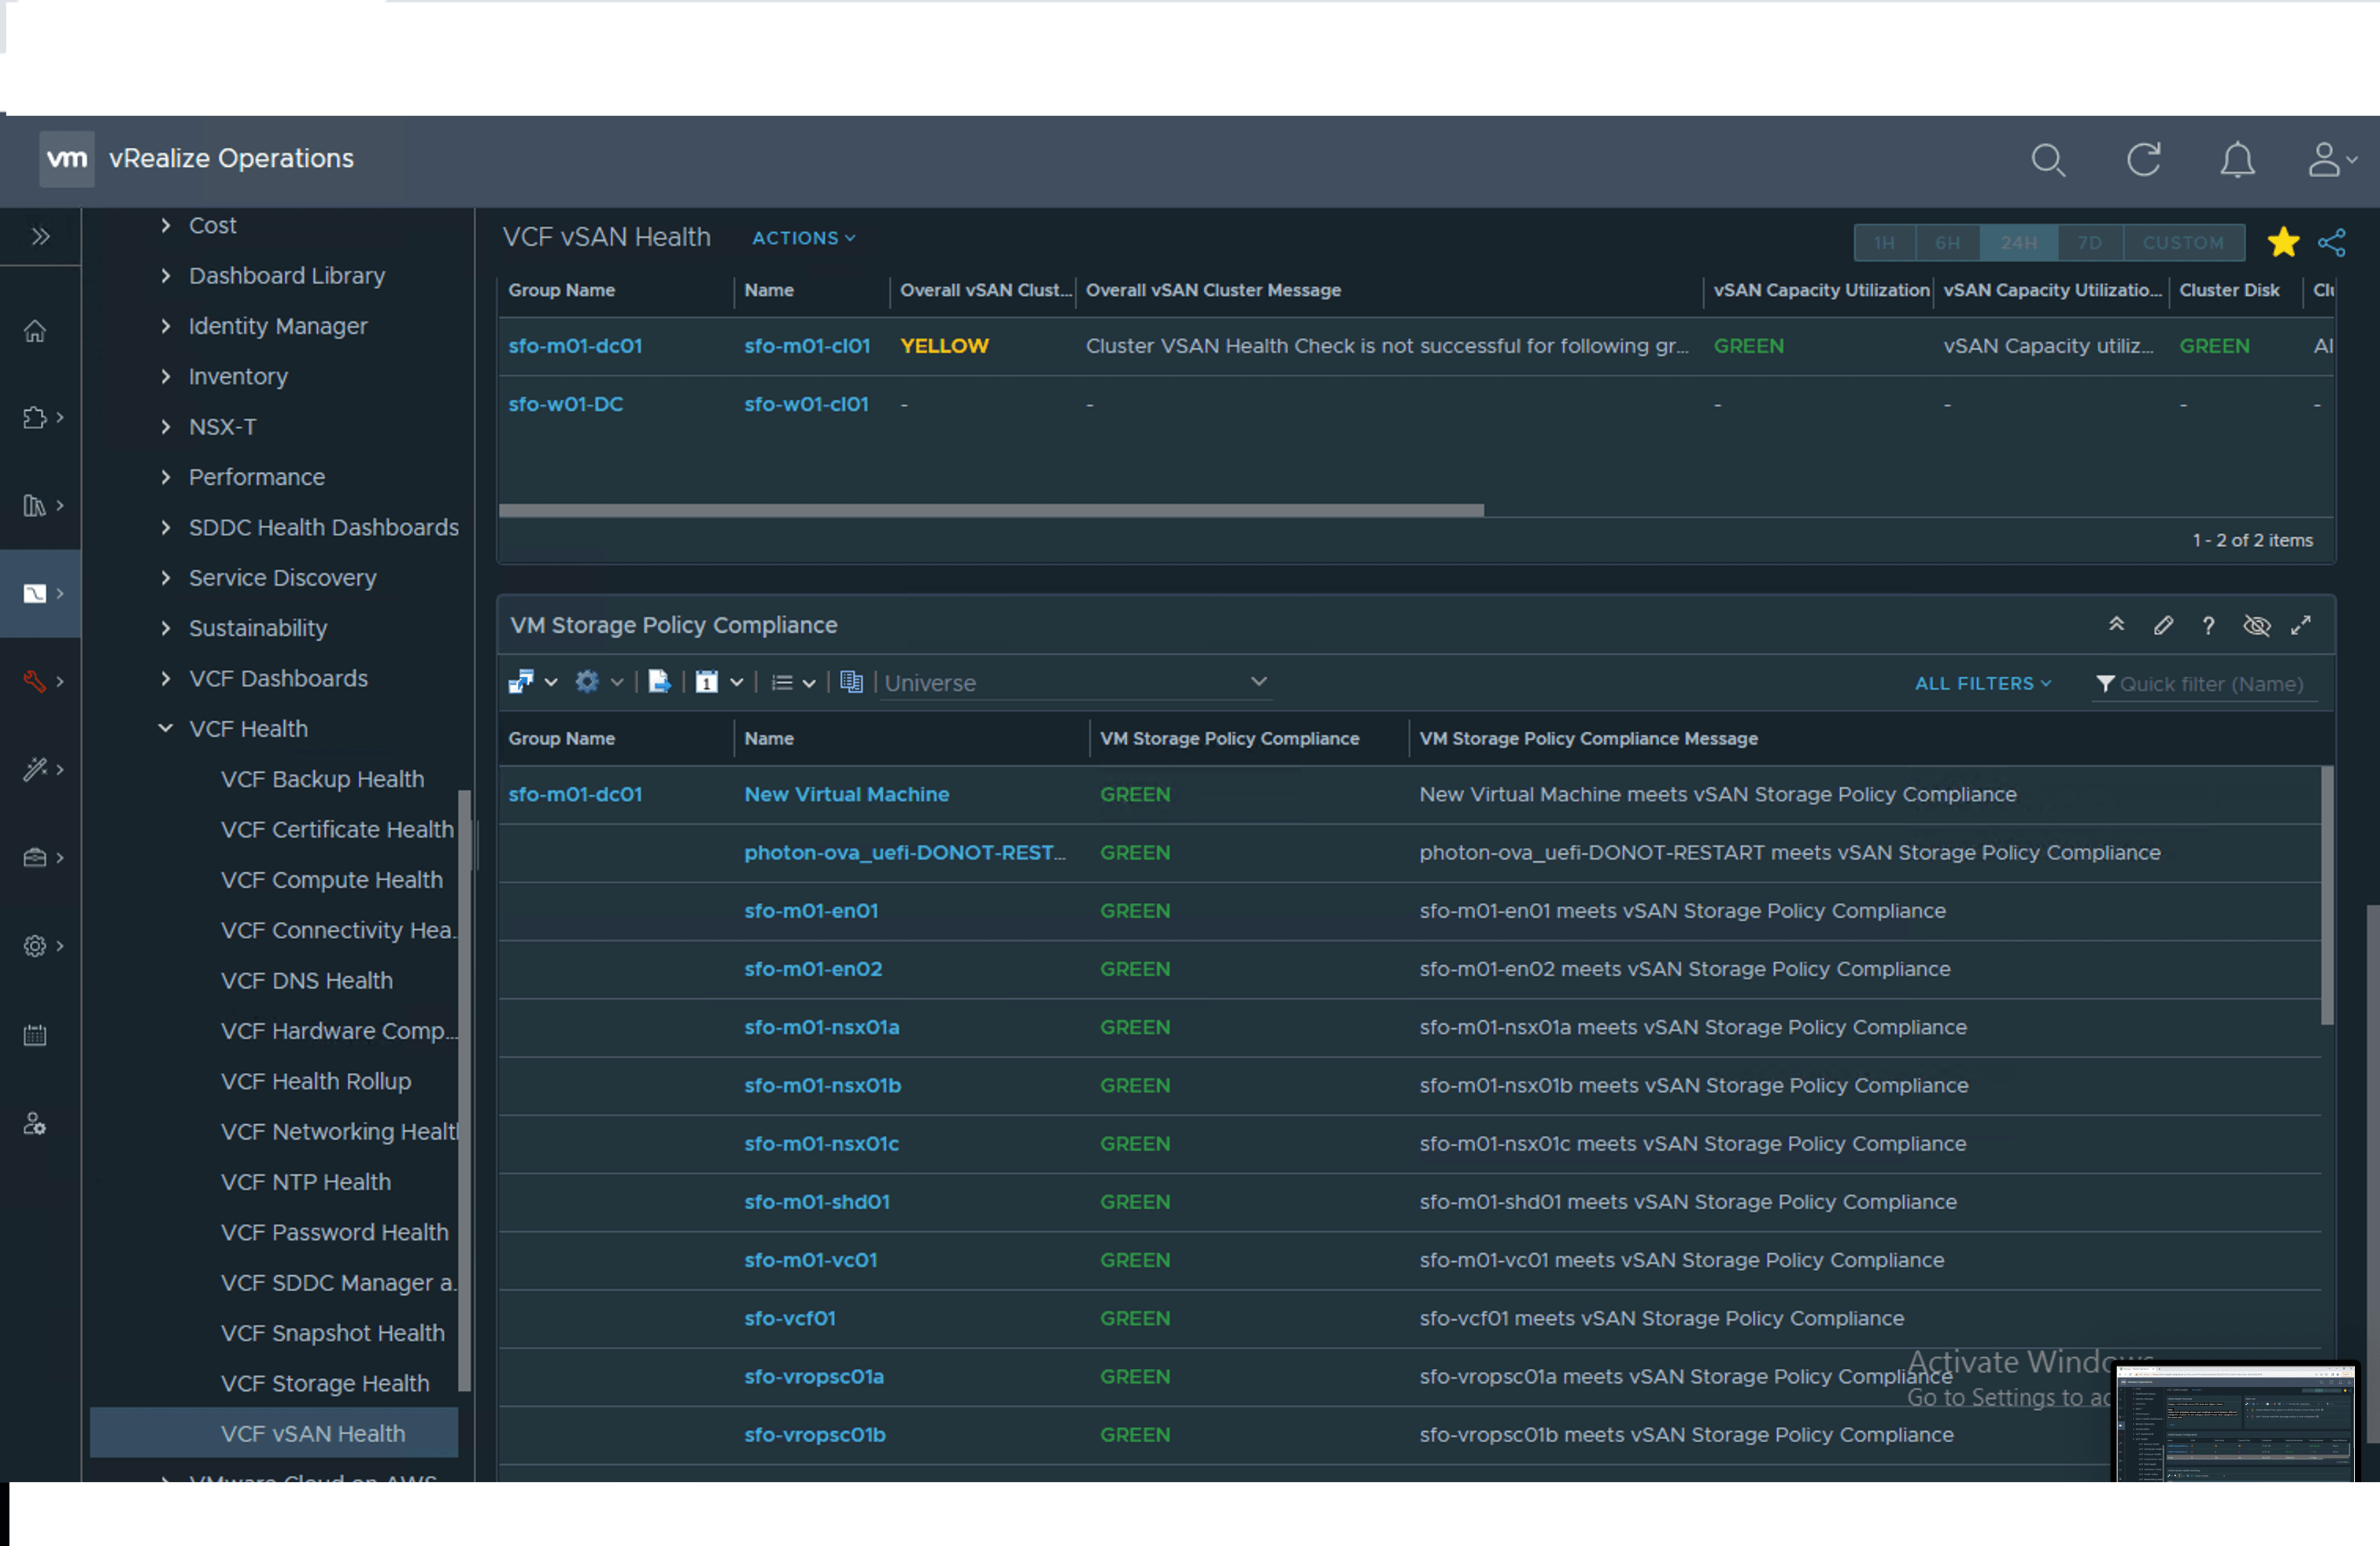 vm vRealize Operations
Cost
Dashboard Library
Identity Manager
Inventory
NSX-T
Performance
SDDC Health Dashboards
Service Discovery
Sustainability
VCF Dashboards
VCF Health
VCF Backup Health
VCF Certificate Health
VCF Compute Health
VCF Connectivity Hea..
VCF DNS Health
VCF Hardware Comp...
VCF Health Rollup
VCF Networking Healt
VCF NTP Health
VCF Password Health
VCF SDDC Manager a..
VCF Snapshot Health
VCF Storage Health
VCF vSAN Health
VMware Cloud on AWS
VCF vSAN Health ACTIONS 1H 6H 24H 7D CUSTOM
Group Name Name Overall vSAN Clust... Overall vSAN Cluster Message vSAN Capacity Utilization vSAN Capacity Utilizatio... Cluster Disk Clu
sfo-m01-dc01 sfo-m01-cl01 YELLOW Cluster VSAN Health Check is not successful for following gr... GREEN vSAN Capacity utiliz... GREEN Al
sfo-w01-DC sfo-w01-cl01 - - - - - -
1 - 2 of 2 items
VM Storage Policy Compliance ?
1 Universe ALL FILTERS Quick filter (Name)
Group Name Name VM Storage Policy Compliance VM Storage Policy Compliance Message
sfo-m01-dc01 New Virtual Machine GREEN New Virtual Machine meets vSAN Storage Policy Compliance
photon-ova_uefi-DONOT-REST... GREEN photon-ova_uefi-DONOT-RESTART meets vSAN Storage Policy Compliance
sfo-m01-en01 GREEN sfo-m01-en01 meets vSAN Storage Policy Compliance
sfo-m01-en02 GREEN sfo-m01-en02 meets vSAN Storage Policy Compliance
sfo-m01-nsx01a GREEN sfo-m01-nsx01a meets vSAN Storage Policy Compliance
sfo-m01-nsx01b GREEN sfo-m01-nsx01b meets vSAN Storage Policy Compliance
sfo-m01-nsx01c GREEN sfo-m01-nsx01c meets vSAN Storage Policy Compliance
sfo-m01-shd01 GREEN sfo-m01-shd01 meets vSAN Storage Policy Compliance
sfo-m01-vc01 GREEN sfo-m01-vc01 meets vSAN Storage Policy Compliance
sfo-vcf01 GREEN sfo-vcf01 meets vSAN Storage Policy Compliance
sfo-vropsc01a GREEN sfo-vropsc01a meets vSAN Storage Policy Compliance
sfo-vropsc01b GREEN sfo-vropsc01b meets vSAN Storage Policy Compliance
Activate Windows
Go to Settings to ac